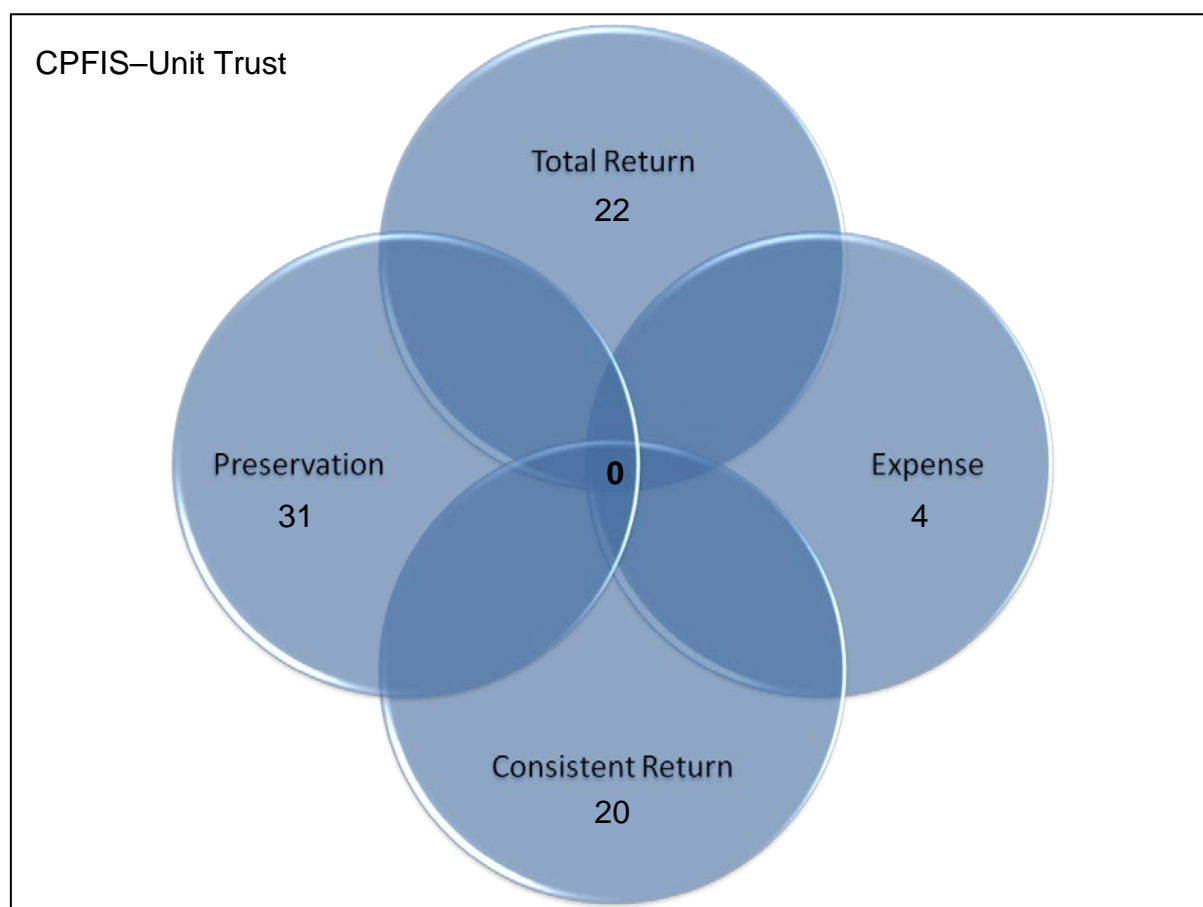 CPFIS–Unit Trust
Total Return
22
Preservation
31
0
Expense
4
Consistent Return
20